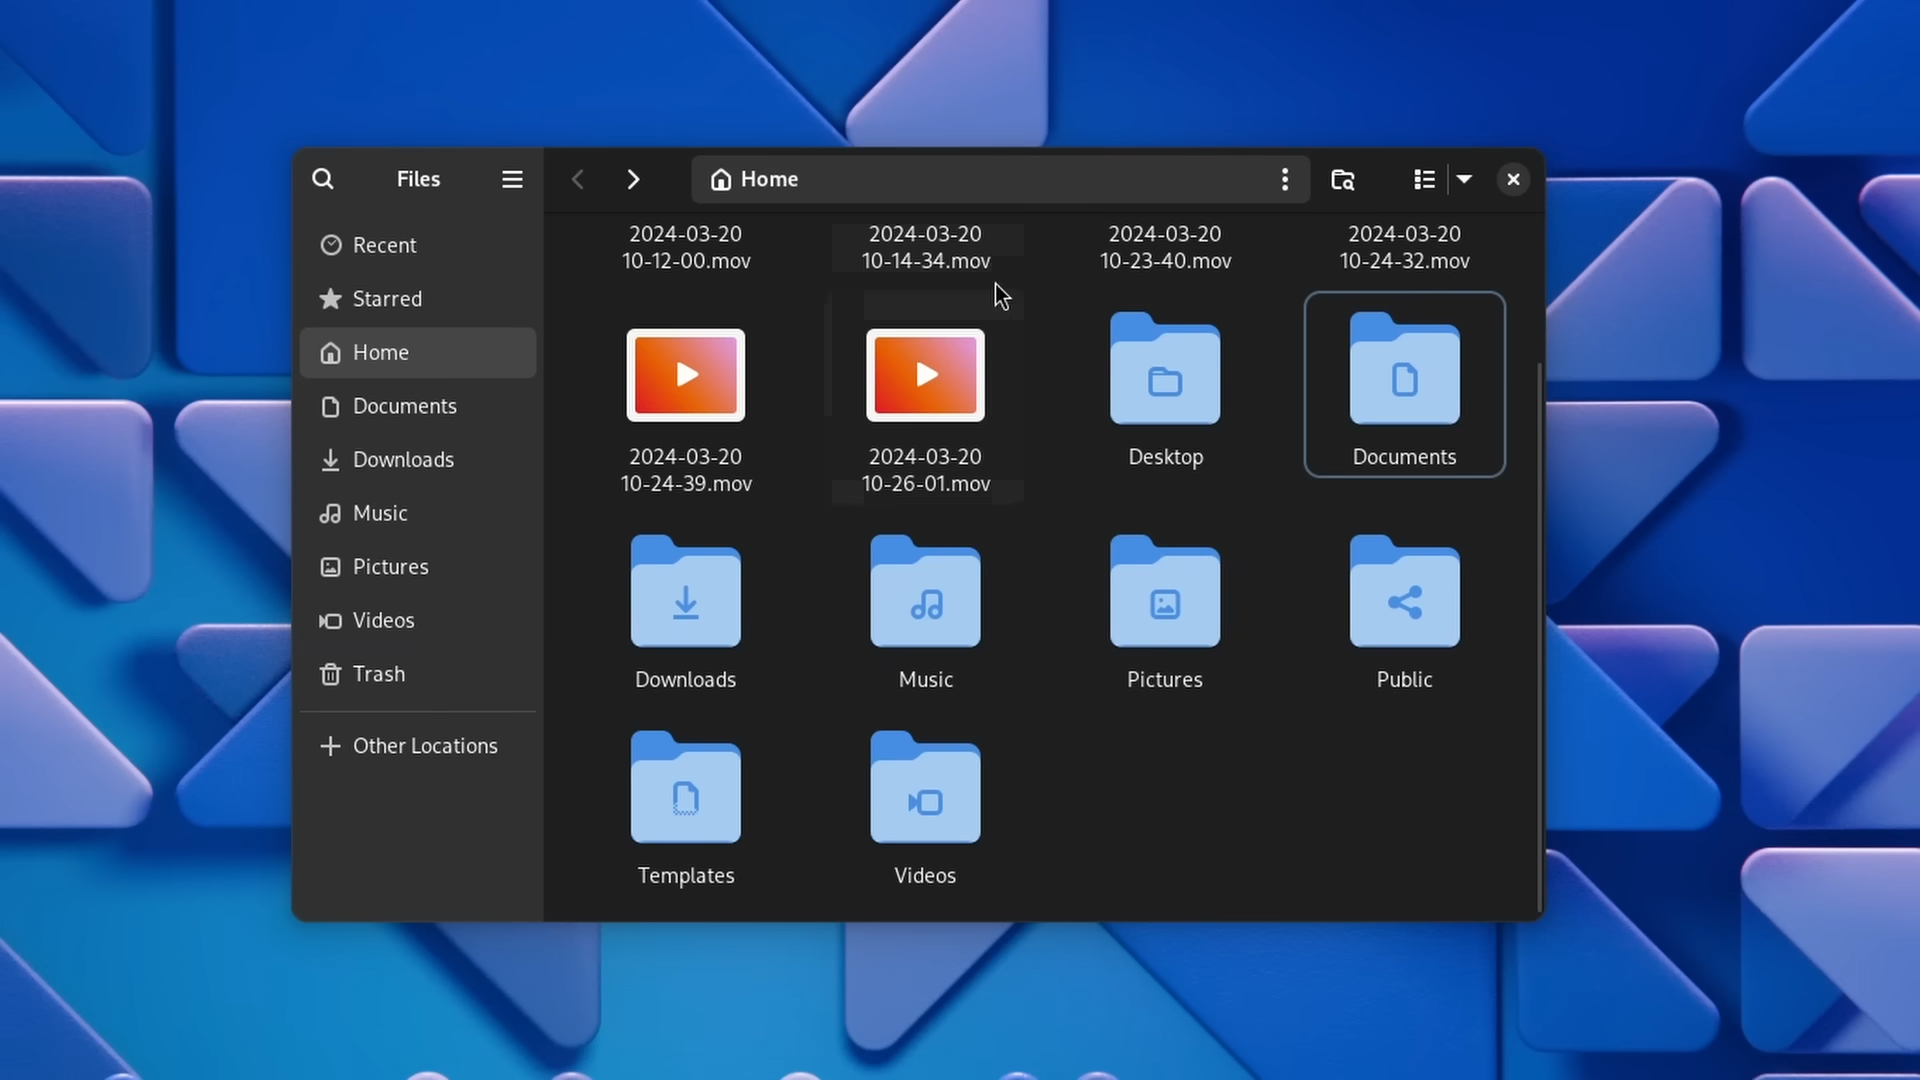 Files
Home
Recent
Starred
Home
Documents
Downloads
Music
Pictures
Videos
Trash
Other Locations
2024-03-20
10-12-00.mov
2024-03-20
10-14-34.mov
2024-03-20
10-23-40.mov
2024-03-20
10-24-32.mov
2024-03-20
10-24-39.mov
2024-03-20
10-26-01.mov
Desktop
Documents
Downloads
Music
Pictures
Public
Templates
Videos